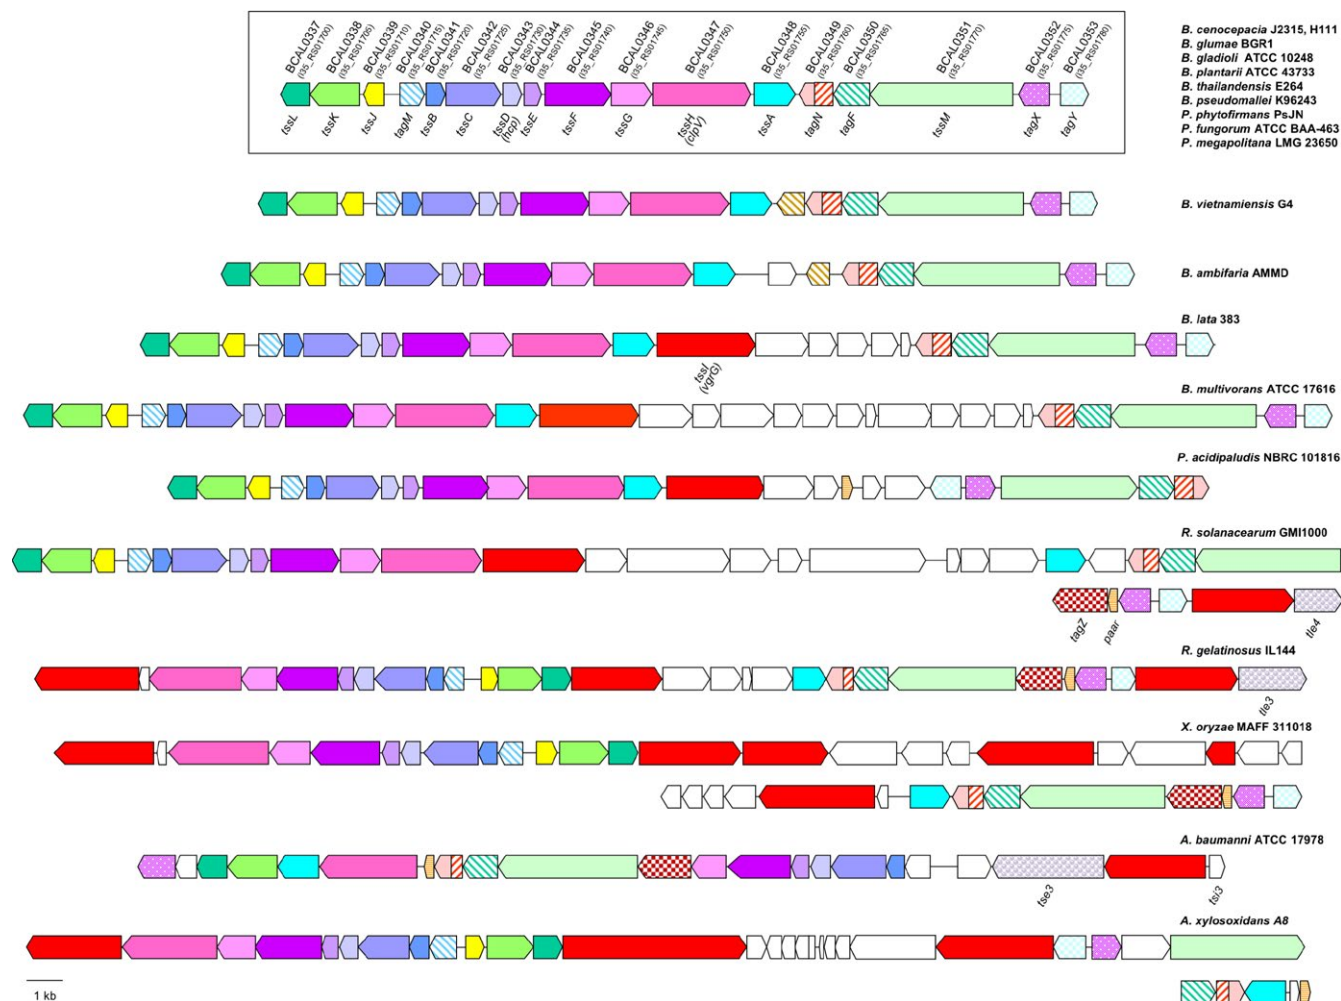 BCAL0337 (I35_RS01700)
BCAL0338 (I35_RS01705)
BCAL0339 (I35_RS01710)
BCAL0340 (I35_RS01715)
BCAL0341 (I35_RS01720)
BCAL0342 (I35_RS01725)
BCAL0343 (I35_RS01730)
BCAL0344 (I35_RS01735)
BCAL0345 (I35_RS01740)
BCAL0346 (I35_RS01745)
BCAL0347 (I35_RS01750)
BCAL0348 (I35_RS01755)
BCAL0349 (I35_RS01760)
BCAL0350 (I35_RS01765)
BCAL0351 (I35_RS01770)
BCAL0352 (I35_RS01775)
BCAL0353 (I35_RS01780)
tssL
tssK
tssJ
tagM
tssB
tssC
tssD (hcp)
tssE
tssF
tssG
tssH (clpV)
tssA
tagN
tagF
tssM
tagX
tagY
B. cenocepacia J2315, H111
B. glumae BGR1
B. gladioli ATCC 10248
B. plantarii ATCC 43733
B. thailandensis E264
B. pseudomallei K96243
P. phytofirmans PsJN
P. fungorum ATCC BAA-463
P. megapolitana LMG 23650
B. vietnamiensis G4
B. ambifaria AMMD
B. lata 383
tssI (vgrG)
B. multivorans ATCC 17616
P. acidipaludis NBRC 101816
R. solanacearum GMI1000
tagZ
paar
tle4
R. gelatinosus IL144
tle3
X. oryzae MAFF 311018
A. baumanni ATCC 17978
tse3
tsi3
A. xylosoxidans A8
1 kb